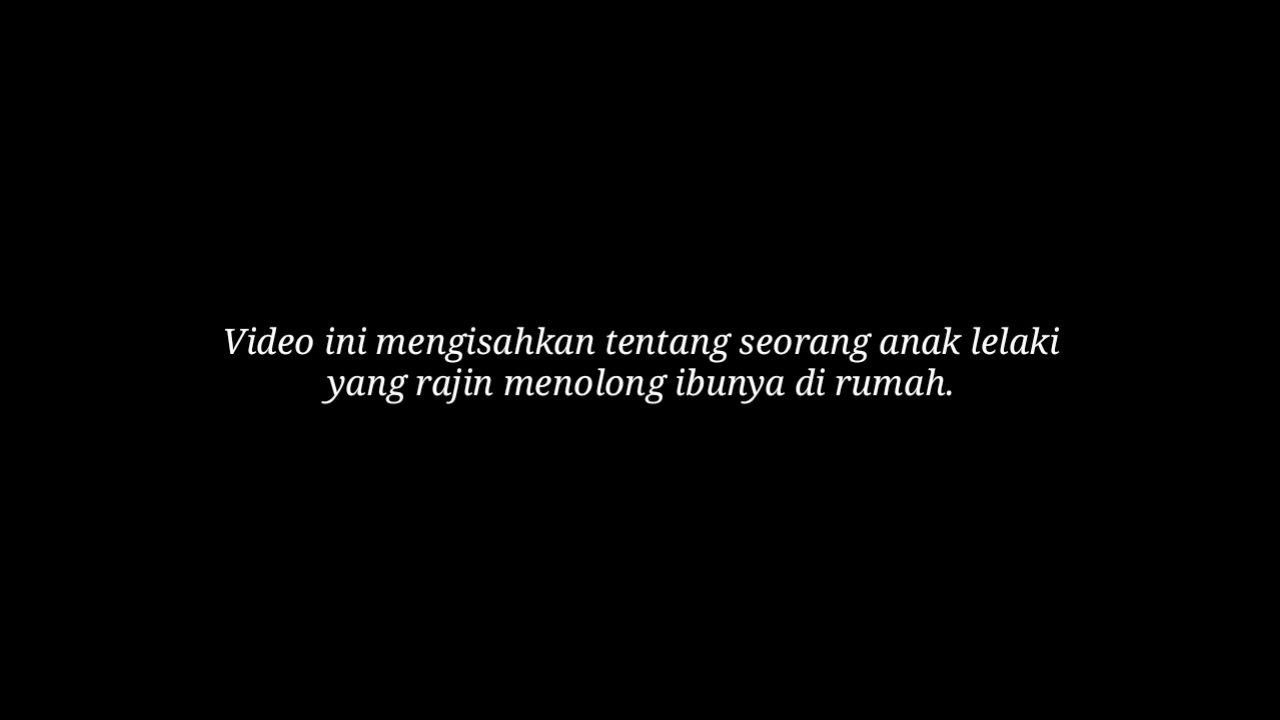 Video ini mengisahkan tentang seorang anak lelaki
yang rajin menolong ibunya di rumah.